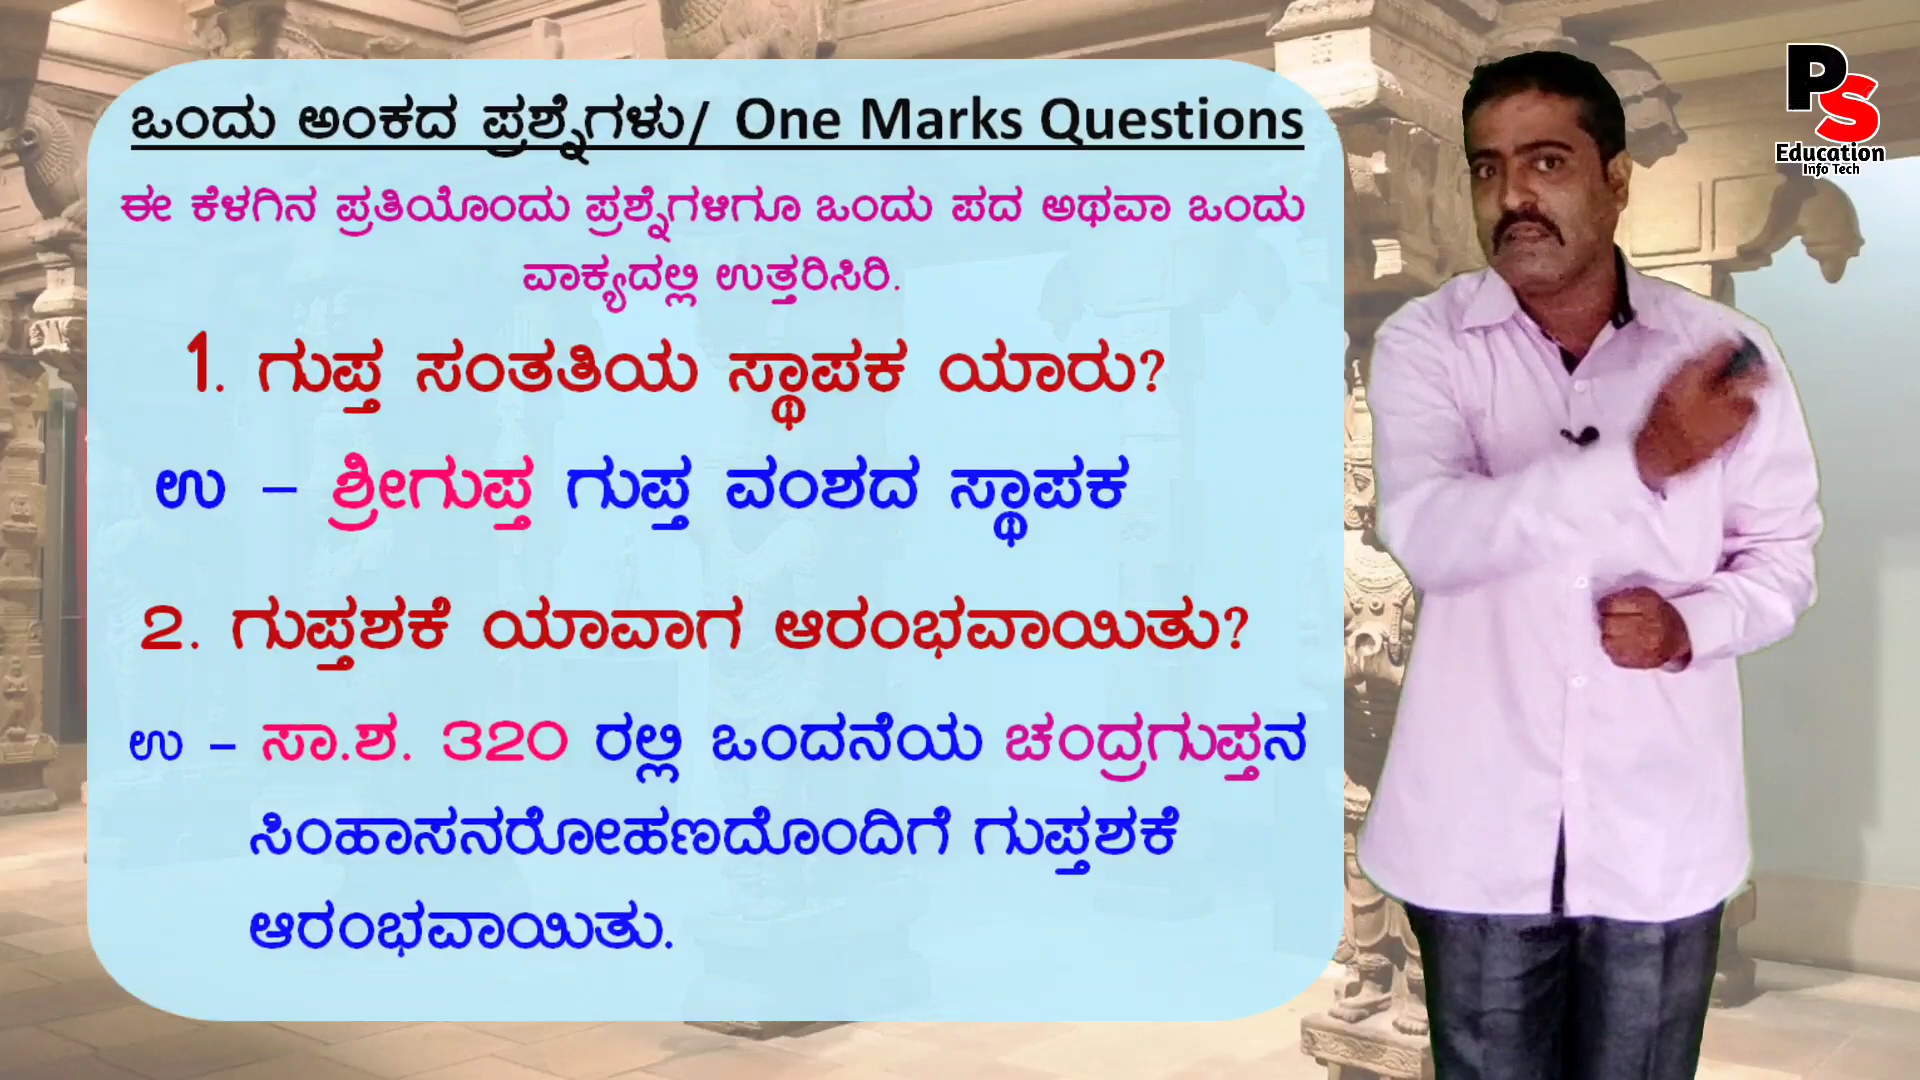 ಒಂದು ಅಂಕದ ಪ್ರಶ್ನೆಗಳು/ One Marks Questions
ಈ ಕೆಳಗಿನ ಪ್ರತಿಯೊಂದು ಪ್ರಶ್ನೆಗಳಿಗೂ ಒಂದು ಪದ ಅಥವಾ ಒಂದು
ವಾಕ್ಯದಲ್ಲಿ ಉತ್ತರಿಸಿರಿ.
1. ಗುಪ್ತ ಸಂತತಿಯ ಸ್ಥಾಪಕ ಯಾರು?
ಉ – ಶ್ರೀಗುಪ್ತ ಗುಪ್ತ ವಂಶದ ಸ್ಥಾಪಕ
2. ಗುಪ್ತಶಕೆ ಯಾವಾಗ ಆರಂಭವಾಯಿತು?
ಉ – ಸಾ.ಶ. 320 ರಲ್ಲಿ ಒಂದನೆಯ ಚಂದ್ರಗುಪ್ತನ
ಸಿಂಹಾಸನರೋಹಣದೊಂದಿಗೆ ಗುಪ್ತಶಕೆ
ಆರಂಭವಾಯಿತು.
PS
Education
Info Tech